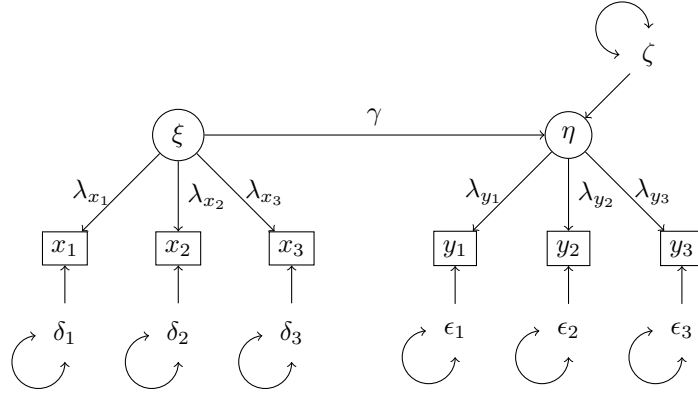 ζ
γ
ξ η
λx1 λx2 λx3 λy1 λy2 λy3
x1 x2 x3 y1 y2 y3
δ1 δ2 δ3 ϵ1 ϵ2 ϵ3